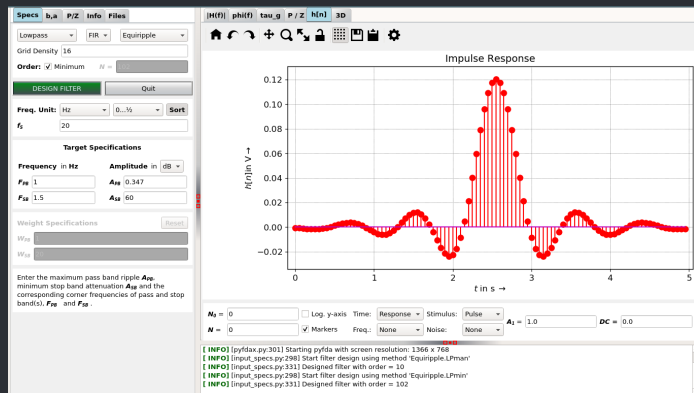 Specs b,a P/Z Info Files
Lowpass FIR Equiripple
Grid Density 16
Order: Minimum N =
DESIGN FILTER Quit
Freq. Unit: Hz 0...½ Sort
fS 20
Target Specifications
Frequency in Hz Amplitude in dB
FPB 1 APB 0.347
FSB 1.5 ASB 60
Weight Specifications Reset
WPB
WSB
Enter the maximum pass band ripple APB,
minimum stop band attenuation ASB and the
corresponding corner frequencies of pass and stop
band(s), FPB and FSB .
|H(f)| phi(f) tau_g P / Z h[n] 3D
Impulse Response
h[n] in V →
0.12
0.10
0.08
0.06
0.04
0.02
0.00
−0.02
0 1 2 3 4 5
t in s →
N0 = 0 Log. y-axis Time: Response Stimulus: Pulse
A1 = 1.0 DC = 0.0
N = 0 Markers Freq.: None Noise: None
[ INFO] [pyfdax.py:301] Starting pyfda with screen resolution: 1366 x 768
[ INFO] [input_specs.py:298] Start filter design using method 'Equiripple.LPman'
[ INFO] [input_specs.py:331] Designed filter with order = 10
[ INFO] [input_specs.py:298] Start filter design using method 'Equiripple.LPmin'
[ INFO] [input_specs.py:331] Designed filter with order = 102